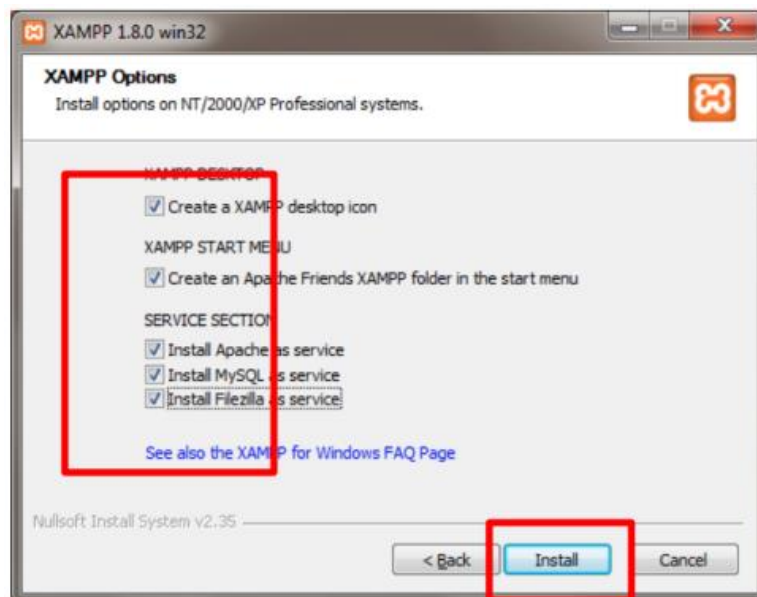 XAMPP 1.8.0 win32
XAMPP Options
Install options on NT/2000/XP Professional systems.
XAMPP DESKTOP
Create a XAMPP desktop icon
XAMPP START MENU
Create an Apache Friends XAMPP folder in the start menu
SERVICE SECTION
Install Apache as service
Install MySQL as service
Install Filezilla as service
See also the XAMPP for Windows FAQ Page
Nullsoft Install System v2.35
< Back Install Cancel